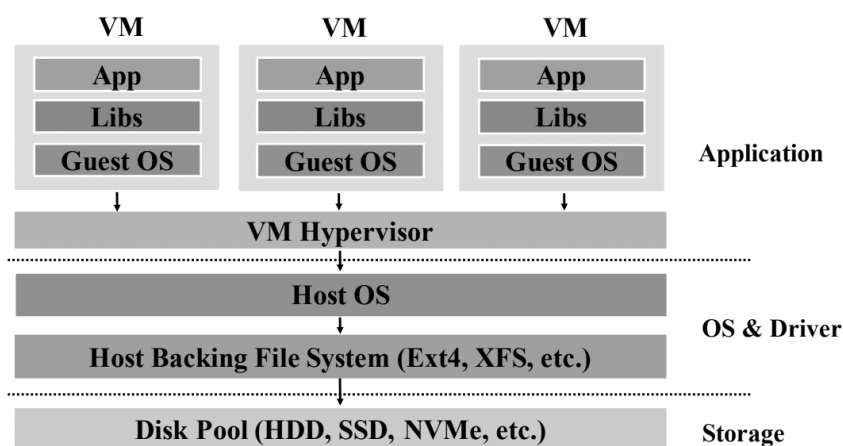 VM VM VM
App App App
Libs Libs Libs
Guest OS Guest OS Guest OS
Application
VM Hypervisor
Host OS
OS & Driver
Host Backing File System (Ext4, XFS, etc.)
Disk Pool (HDD, SSD, NVMe, etc.)
Storage